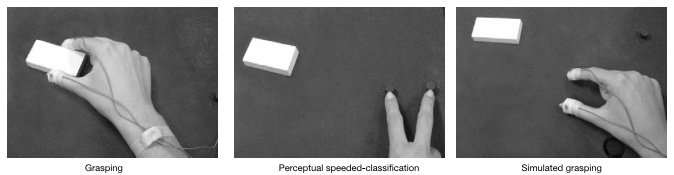 Grasping
Perceptual speeded-classification
Simulated grasping